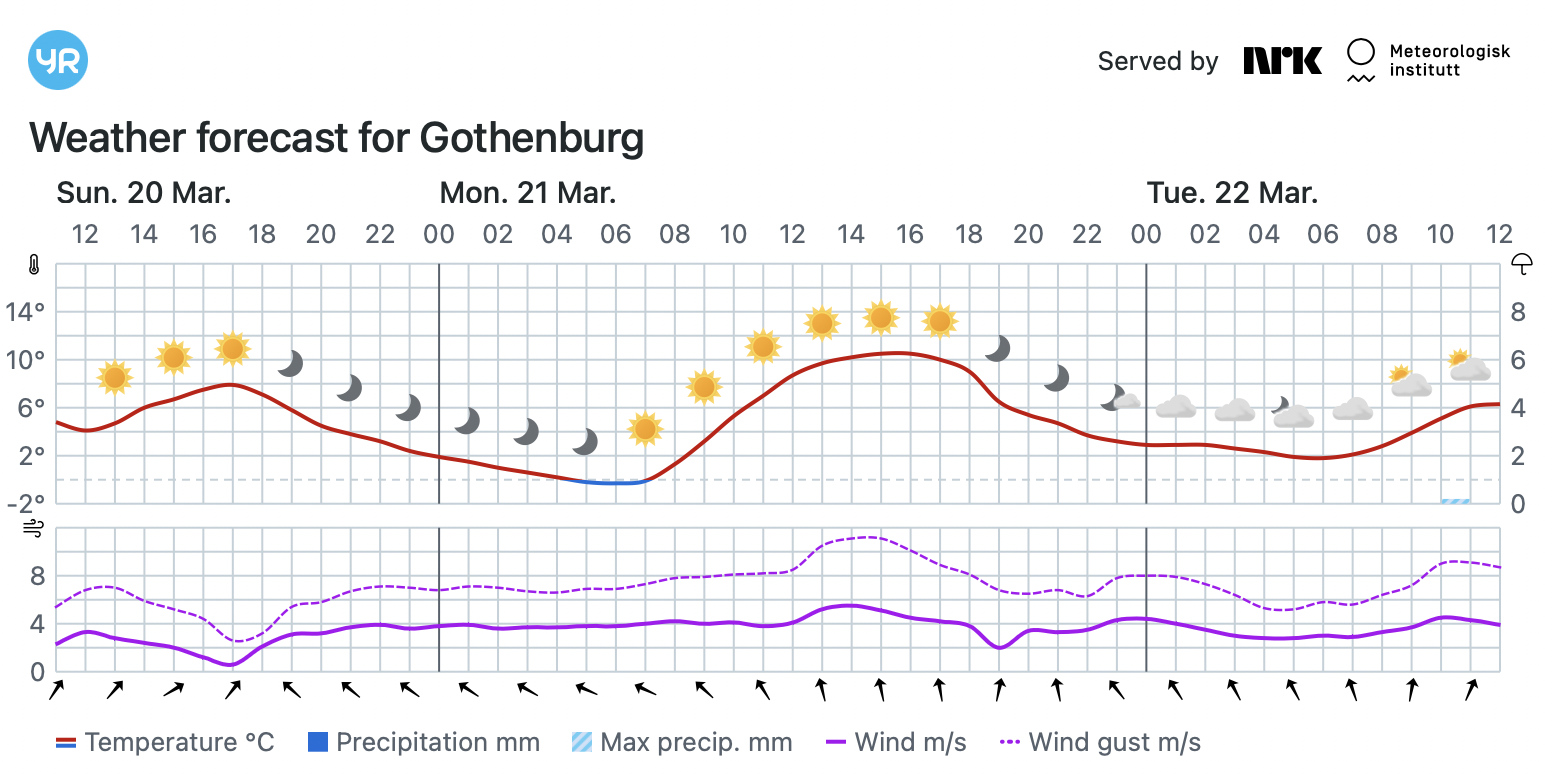 YR
Served by nrk Meteorologisk
institutt
Weather forecast for Gothenburg
Sun. 20 Mar. Mon. 21 Mar. Tue. 22 Mar.
12 14 16 18 20 22 00 02 04 06 08 10 12 14 16 18 20 22 00 02 04 06 08 10 12
14° 8
10° 6
6° 4
2° 2
-2° 0
8
4
0
Temperature °C Precipitation mm Max precip. mm Wind m/s Wind gust m/s